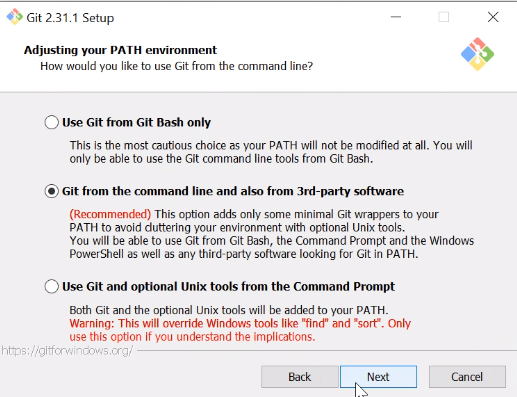 Git 2.31.1 Setup
Adjusting your PATH environment
How would you like to use Git from the command line?
Use Git from Git Bash only
This is the most cautious choice as your PATH will not be modified at all. You will
only be able to use the Git command line tools from Git Bash.
Git from the command line and also from 3rd-party software
(Recommended) This option adds only some minimal Git wrappers to your
PATH to avoid cluttering your environment with optional Unix tools.
You will be able to use Git from Git Bash, the Command Prompt and the Windows
PowerShell as well as any third-party software looking for Git in PATH.
Use Git and optional Unix tools from the Command Prompt
Both Git and the optional Unix tools will be added to your PATH.
Warning: This will override Windows tools like "find" and "sort". Only
use this option if you understand the implications.
https://gitforwindows.org/
Back
Next
Cancel